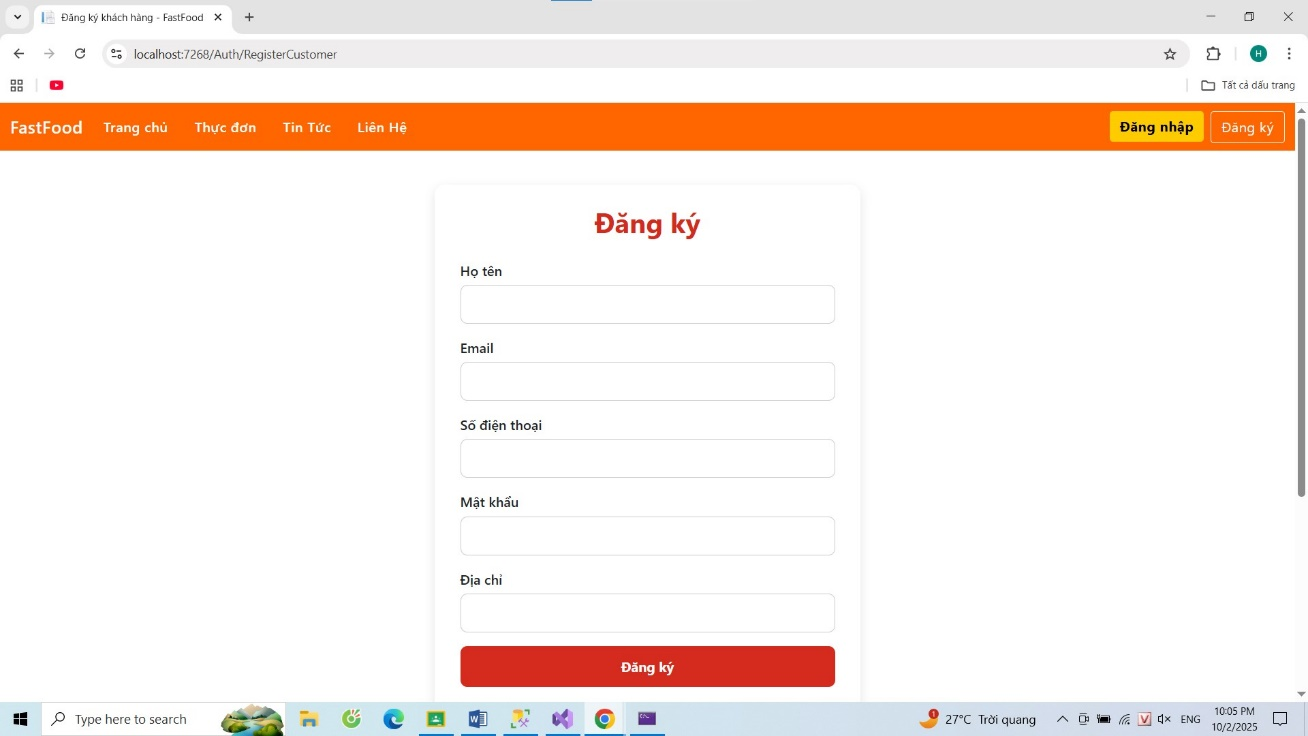 Đăng ký khách hàng - FastFood
localhost:7268/Auth/RegisterCustomer
H
Tất cả dấu trang
FastFood Trang chủ Thực đơn Tin Tức Liên Hệ Đăng nhập Đăng ký
Đăng ký
Họ tên
Email
Số điện thoại
Mật khẩu
Địa chỉ
Đăng ký
Type here to search
1
27°C Trời quang
V
ENG
10:05 PM
10/2/2025